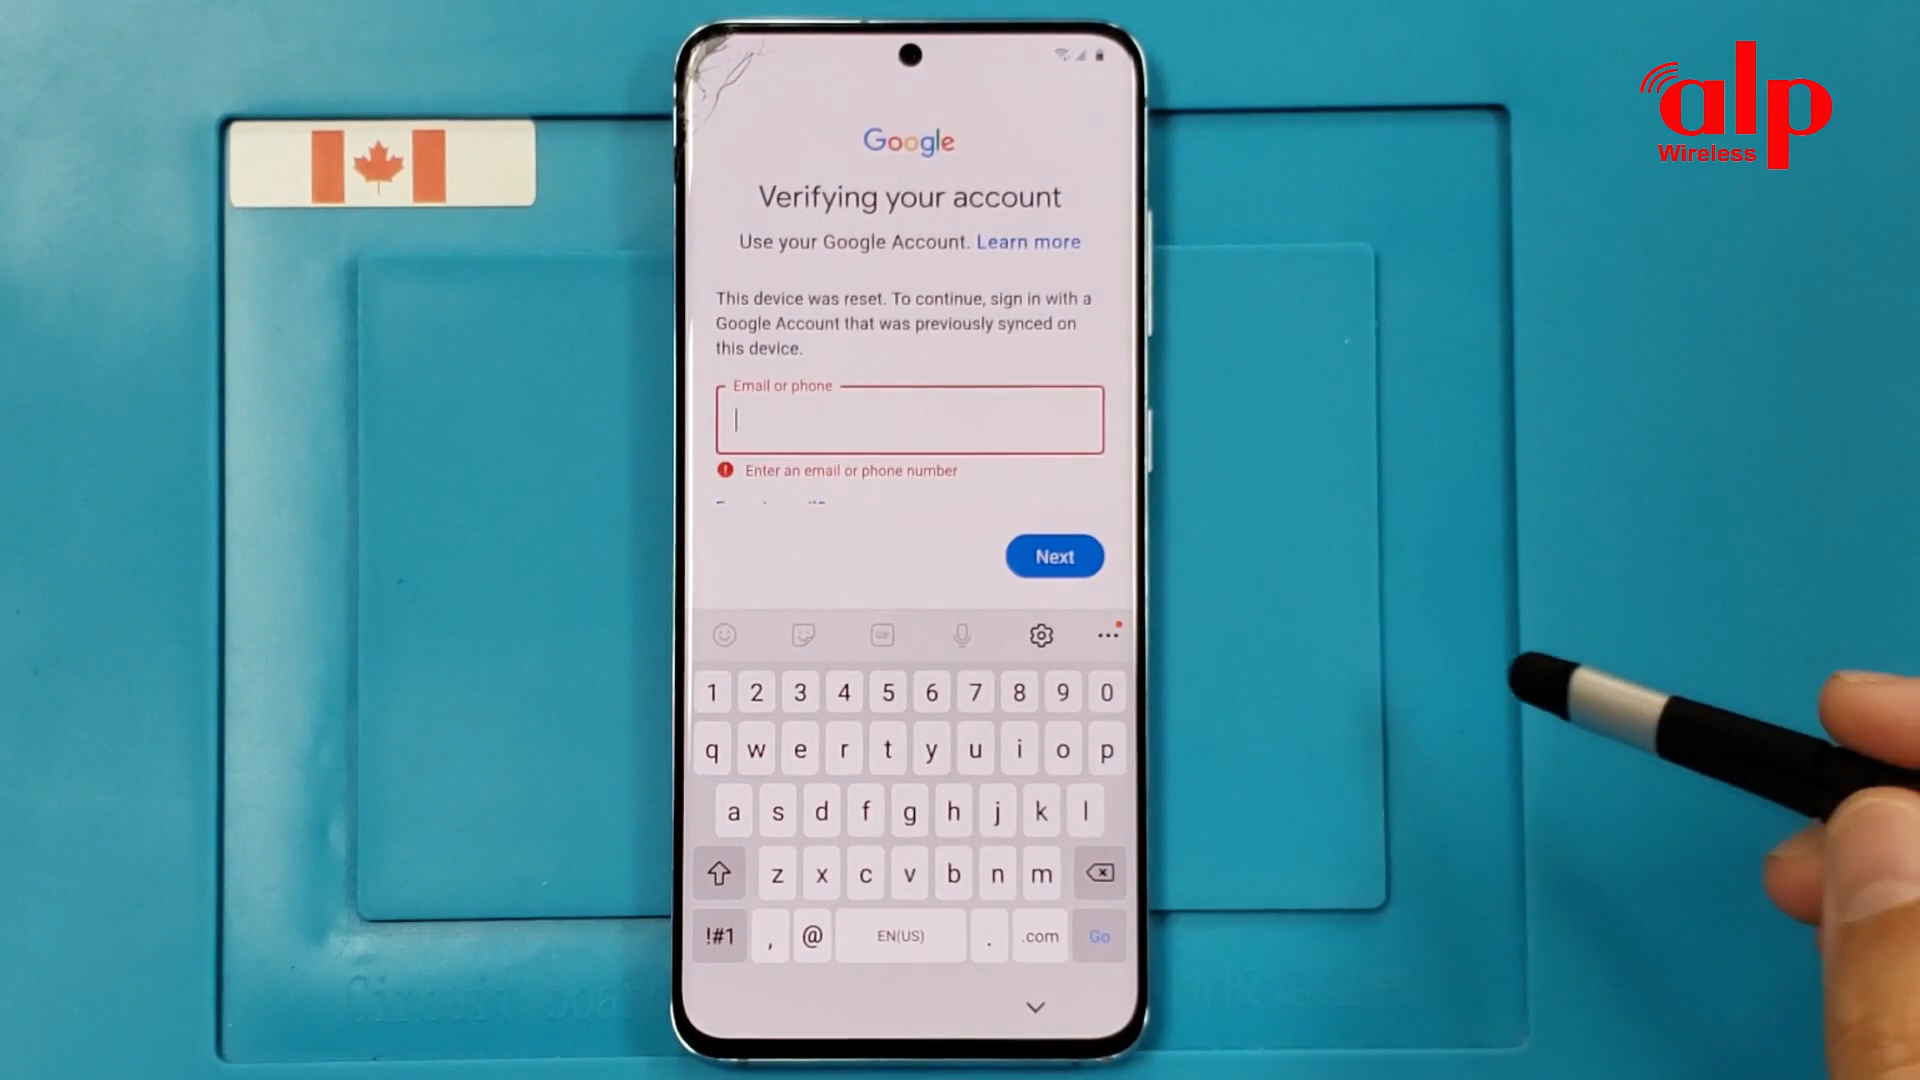 alp
Wireless
Google
Verifying your account
Use your Google Account. Learn more
This device was reset. To continue, sign in with a
Google Account that was previously synced on
this device.
Email or phone
Enter an email or phone number
Next
GIF
1 2 3 4 5 6 7 8 9 0
q w e r t y u i o p
a s d f g h j k l
z x c v b n m
!#1 , @ EN(US) . .com Go